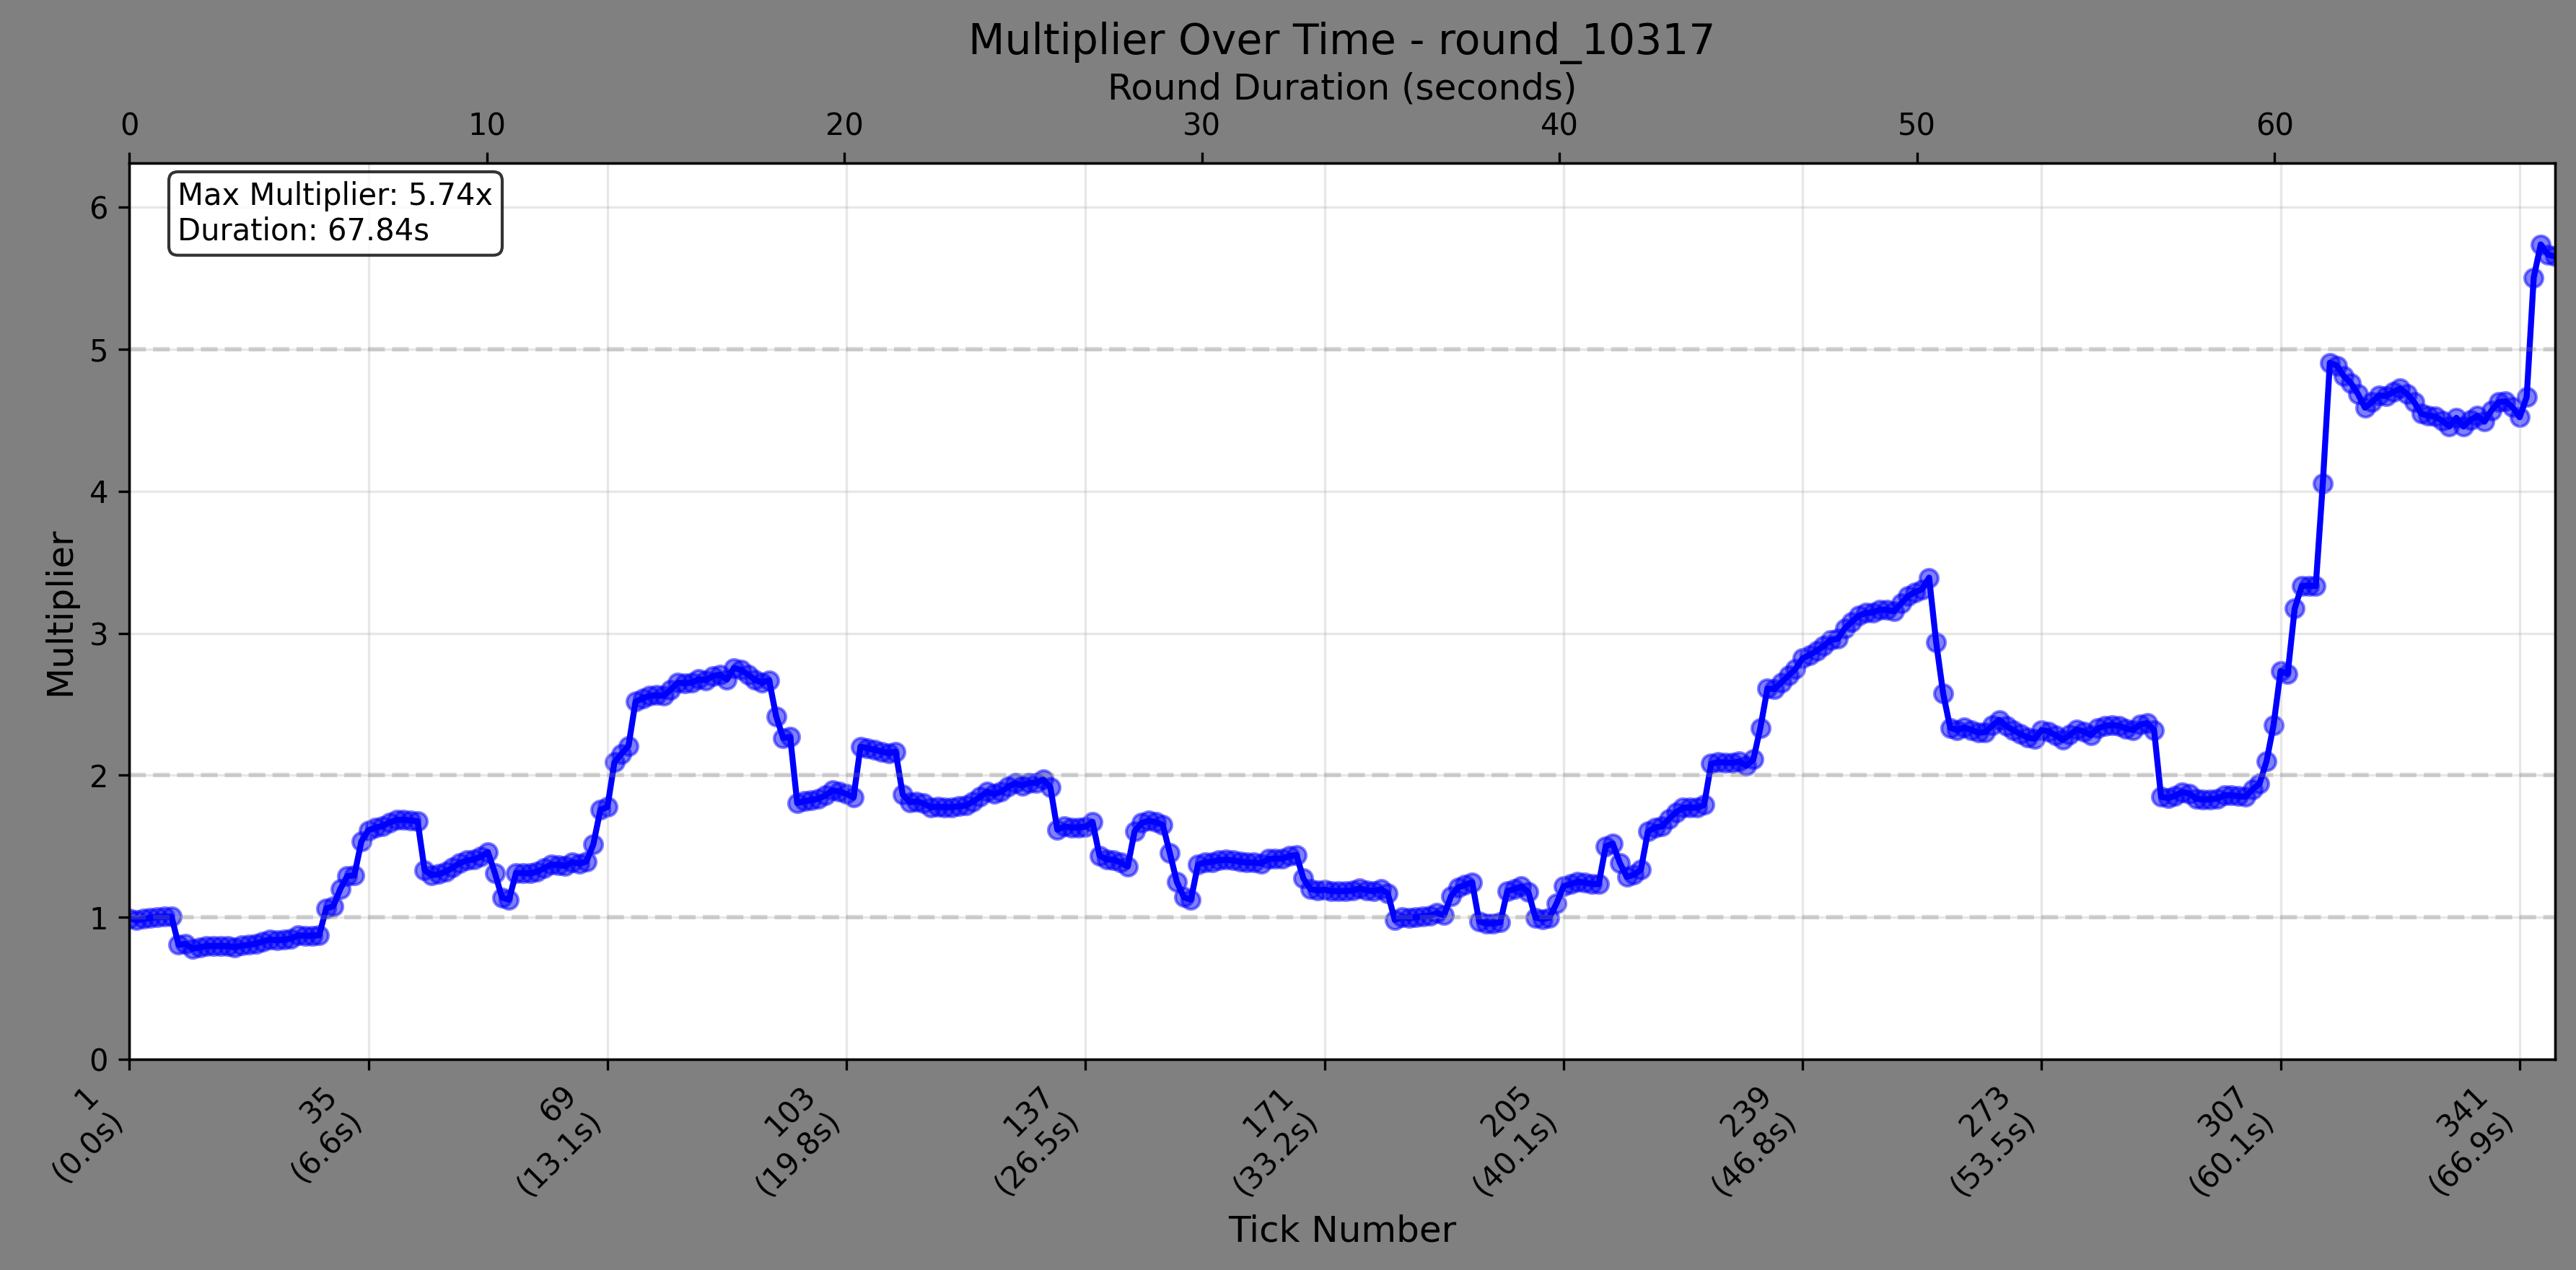 Multiplier Over Time - round_10317
Round Duration (seconds)
0 10 20 30 40 50 60
Max Multiplier: 5.74x
Duration: 67.84s
6
5
4
3
2
1
0
Multiplier
1
(0.0s)
35
(6.6s)
69
(13.1s)
103
(19.8s)
137
(26.5s)
171
(33.2s)
205
(40.1s)
239
(46.8s)
273
(53.5s)
307
(60.1s)
341
(66.9s)
Tick Number